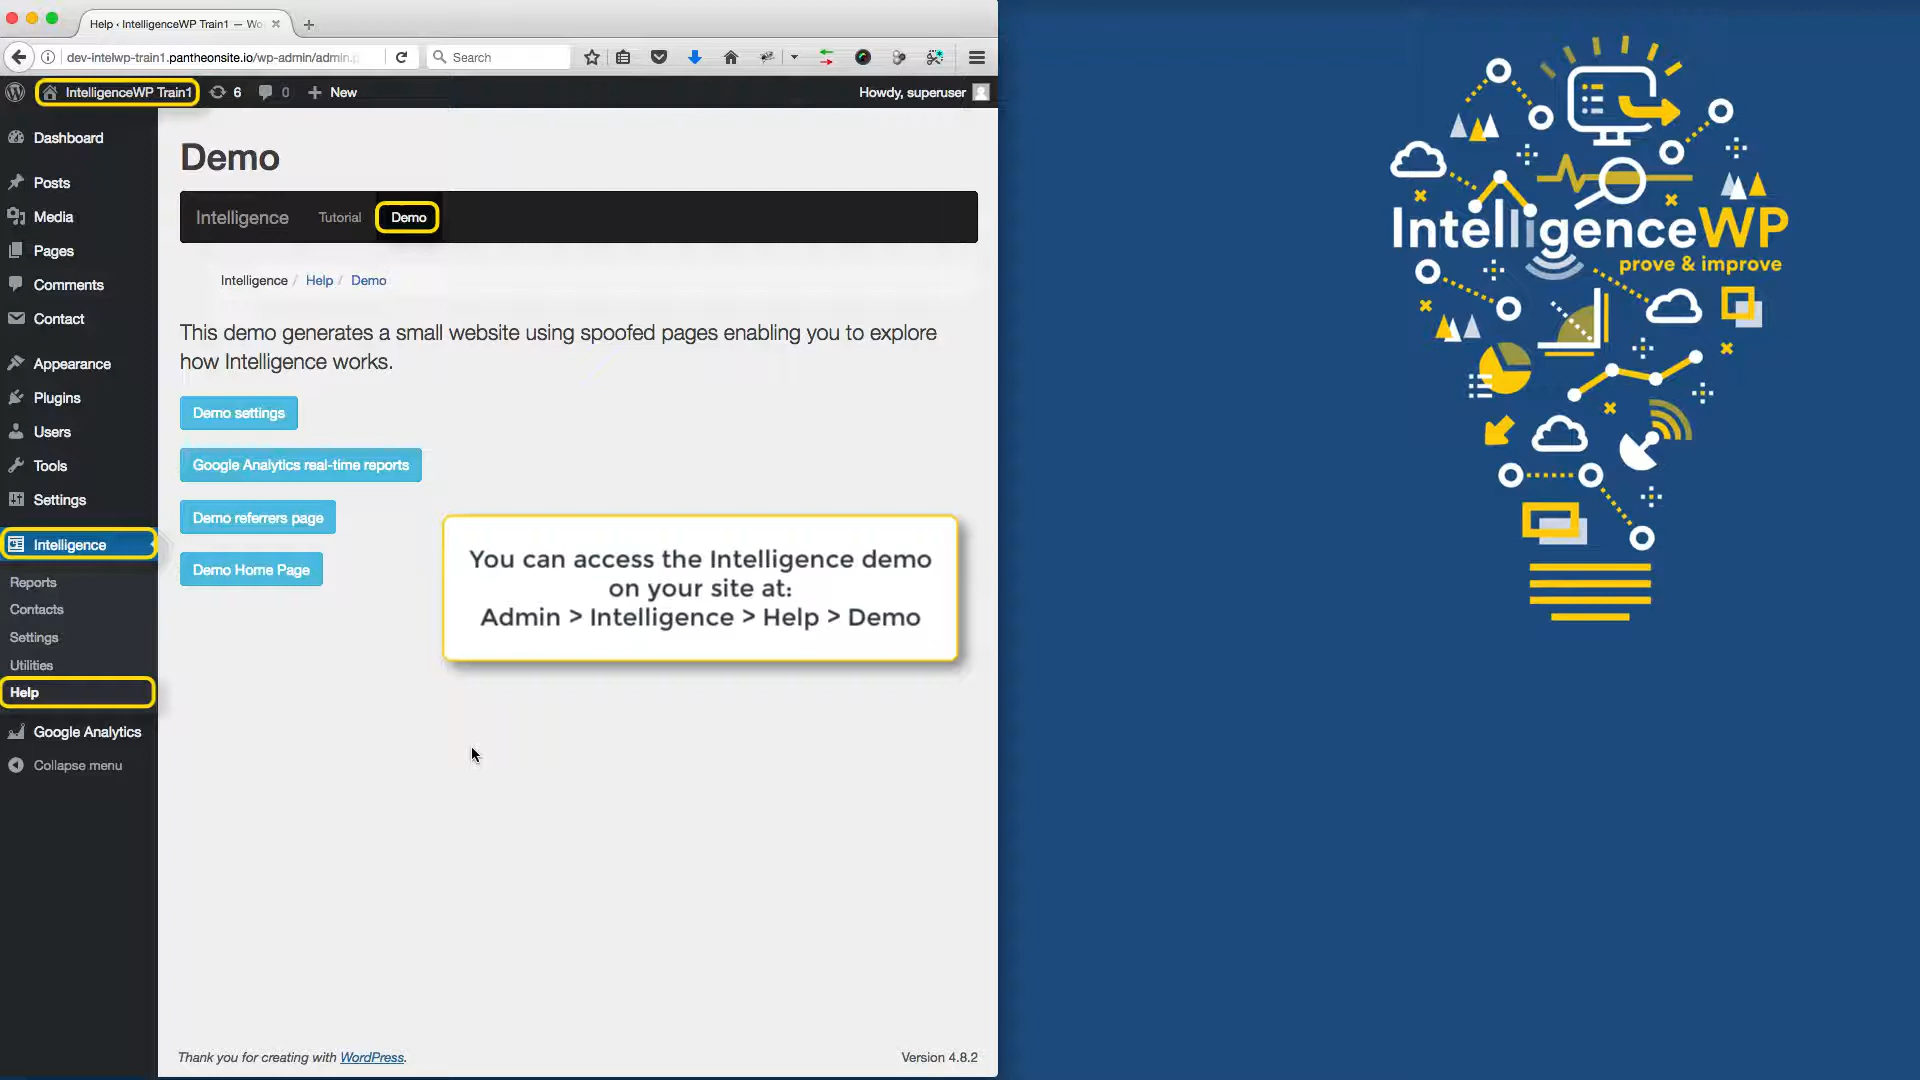 Help ‹ IntelligenceWP Train1 — Wo
dev-intelwp-train1.pantheonsite.io/wp-admin/admin.p
Search
IntelligenceWP Train1
6
0
New
Howdy, superuser
Dashboard
Posts
Media
Pages
Comments
Contact
Appearance
Plugins
Users
Tools
Settings
Intelligence
Reports
Contacts
Settings
Utilities
Help
Google Analytics
Collapse menu
Demo
Intelligence Tutorial Demo
Intelligence / Help / Demo
This demo generates a small website using spoofed pages enabling you to explore
how Intelligence works.
Demo settings
Google Analytics real-time reports
Demo referrers page
Demo Home Page
You can access the Intelligence demo
on your site at:
Admin > Intelligence > Help > Demo
Thank you for creating with WordPress.
Version 4.8.2
IntelligenceWP
prove & improve